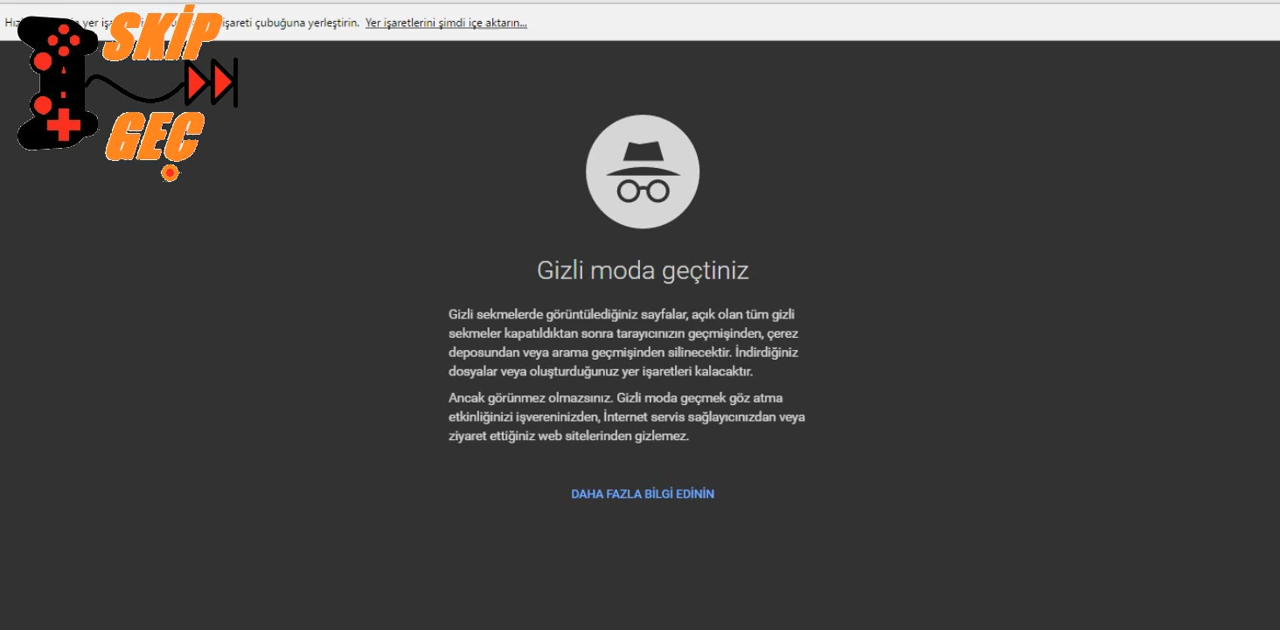 yer işareti çubuğuna yerleştirin. Yer işaretlerini şimdi içe aktarın...
SKİP
GEÇ
Gizli moda geçtiniz
Gizli sekmelerde görüntülediğiniz sayfalar, açık olan tüm gizli
sekmeler kapatıldıktan sonra tarayıcınızın geçmişinden, çerez
deposundan veya arama geçmişinden silinecektir. İndirdiğiniz
dosyalar veya oluşturduğunuz yer işaretleri kalacaktır.
Ancak görünmez olmazsınız. Gizli moda geçmek göz atma
etkinliğinizi işvereninizden, İnternet servis sağlayıcınızdan veya
ziyaret ettiğiniz web sitelerinden gizlemez.
DAHA FAZLA BİLGİ EDİNİN